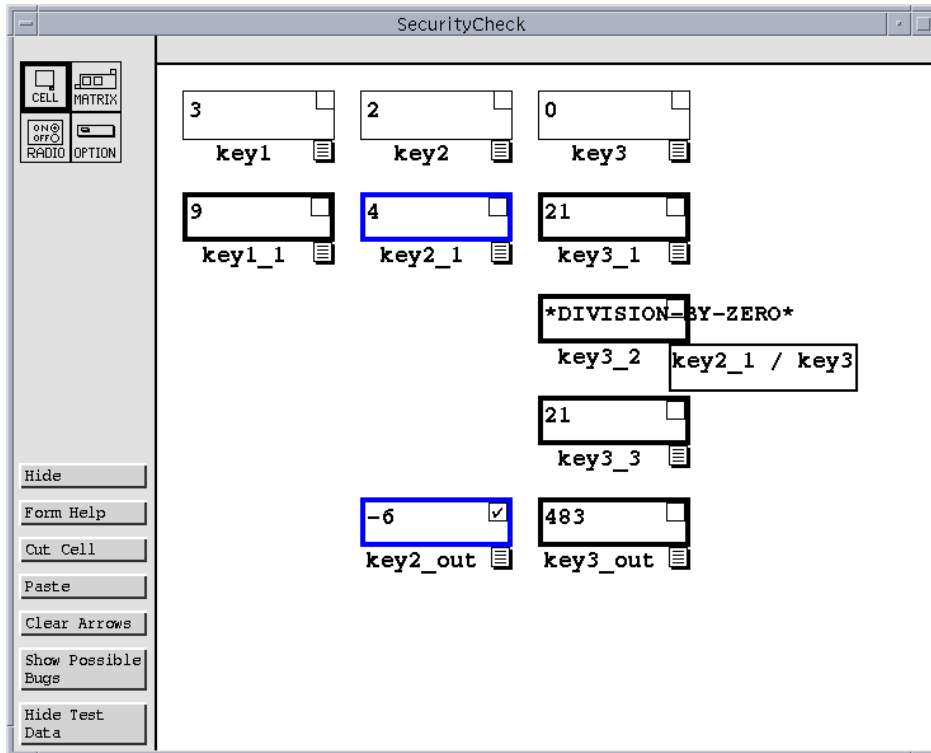 SecurityCheck
CELL MATRIX
ON
OFF
RADIO OPTION
3 2 0
key1 key2 key3
9 4 21
key1_1 key2_1 key3_1
*DIVISION-BY-ZERO*
key3_2 key2_1 / key3
21
key3_3
-6 483
key2_out key3_out
Hide
Form Help
Cut Cell
Paste
Clear Arrows
Show Possible
Bugs
Hide Test
Data